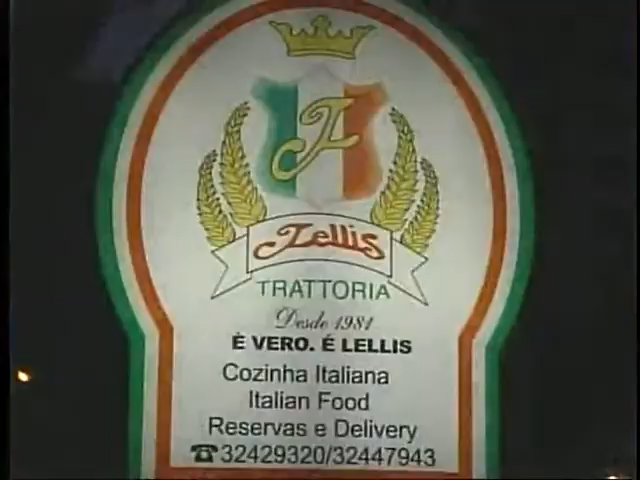 L
Lellis
TRATTORIA
Desde 1981
È VERO. É LELLIS
Cozinha Italiana
Italian Food
Reservas e Delivery
☎32429320/32447943